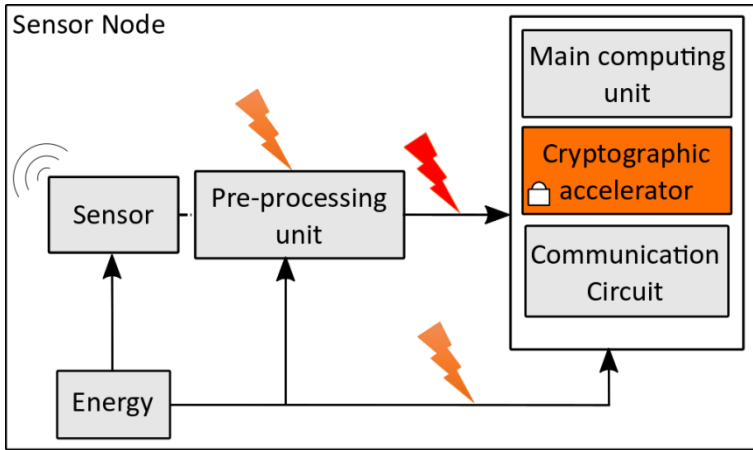 Sensor Node
Main computing
unit
Cryptographic
accelerator
Pre-processing
unit
Sensor
Communication
Circuit
Energy